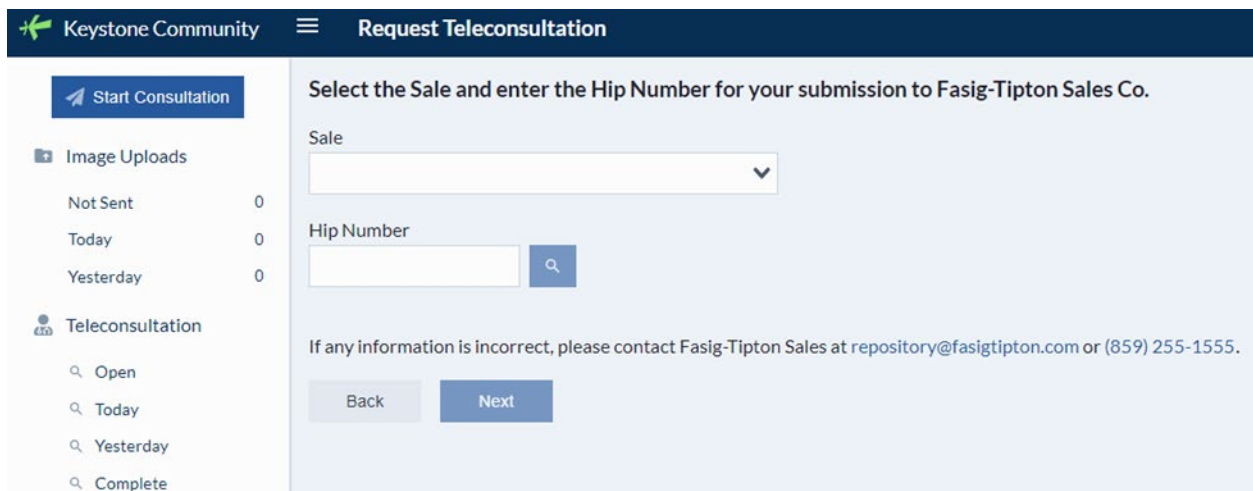 Keystone Community
Request Teleconsultation
Start Consultation
Image Uploads
Not Sent 0
Today 0
Yesterday 0
Teleconsultation
Open
Today
Yesterday
Complete
Select the Sale and enter the Hip Number for your submission to Fasig-Tipton Sales Co.
Sale
Hip Number
If any information is incorrect, please contact Fasig-Tipton Sales at repository@fasigtipton.com or (859) 255-1555.
Back
Next